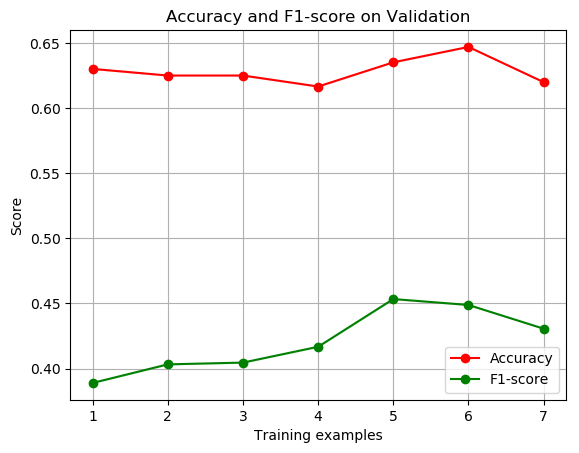 Accuracy and F1-score on Validation
0.65
0.60
0.55
0.50
0.45
0.40
Score
1 2 3 4 5 6 7
Training examples
Accuracy
F1-score